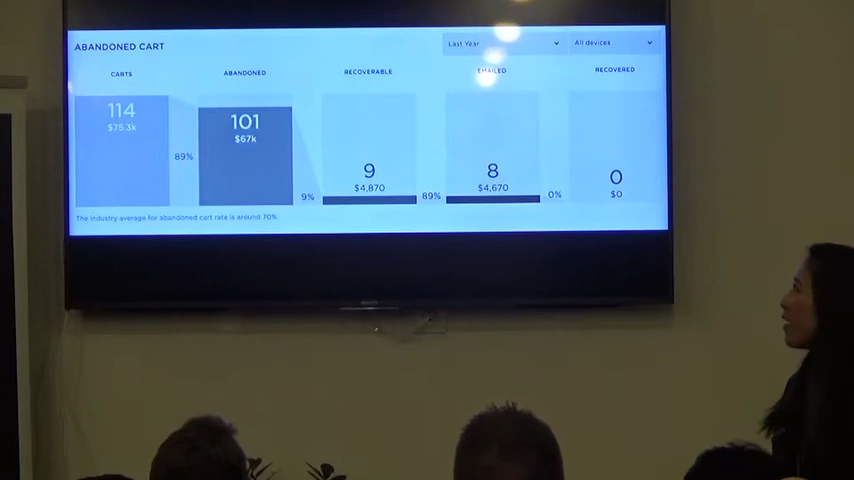 ABANDONED CART
Last Year
All devices
CARTS
ABANDONED
RECOVERABLE
EMAILED
RECOVERED
114
$75.3k
89%
101
$67k
9%
9
$4,870
89%
8
$4,670
0%
0
$0
The industry average for abandoned cart rate is around 70%
SONY